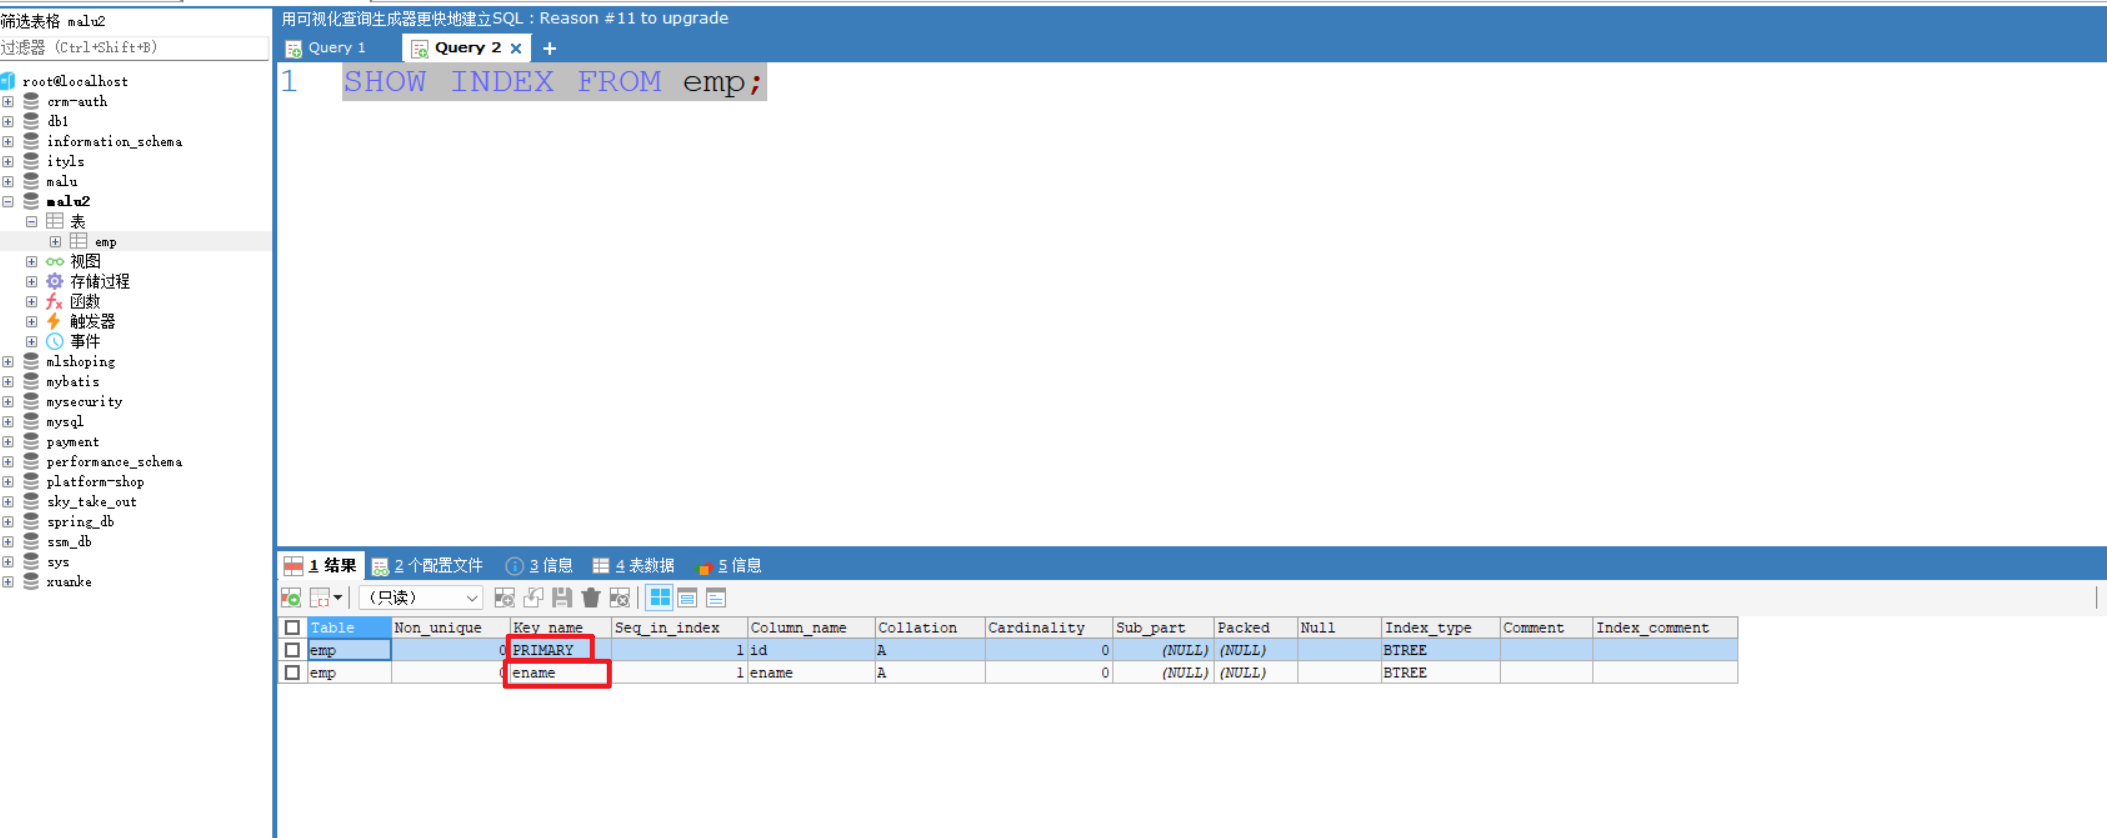 筛选表格 malu2
过滤器 (Ctrl+Shift+B)
root@localhost
crm-auth
db1
information_schema
ityls
malu
malu2
表
emp
视图
存储过程
函数
触发器
事件
mlshoping
mybatis
mysecurity
mysql
payment
performance_schema
platform-shop
sky_take_out
spring_db
ssm_db
sys
xuanke
用可视化查询生成器更快地建立SQL : Reason #11 to upgrade
Query 1 Query 2 × +
1 SHOW INDEX FROM emp;
1 结果 2 个配置文件 3 信息 4 表数据 5 信息
(只读)
Table Non_unique Key_name Seq_in_index Column_name Collation Cardinality Sub_part Packed Null Index_type Comment Index_comment
emp 0 PRIMARY 1 id A 0 (NULL) (NULL) BTREE
emp 0 ename 1 ename A 0 (NULL) (NULL) BTREE